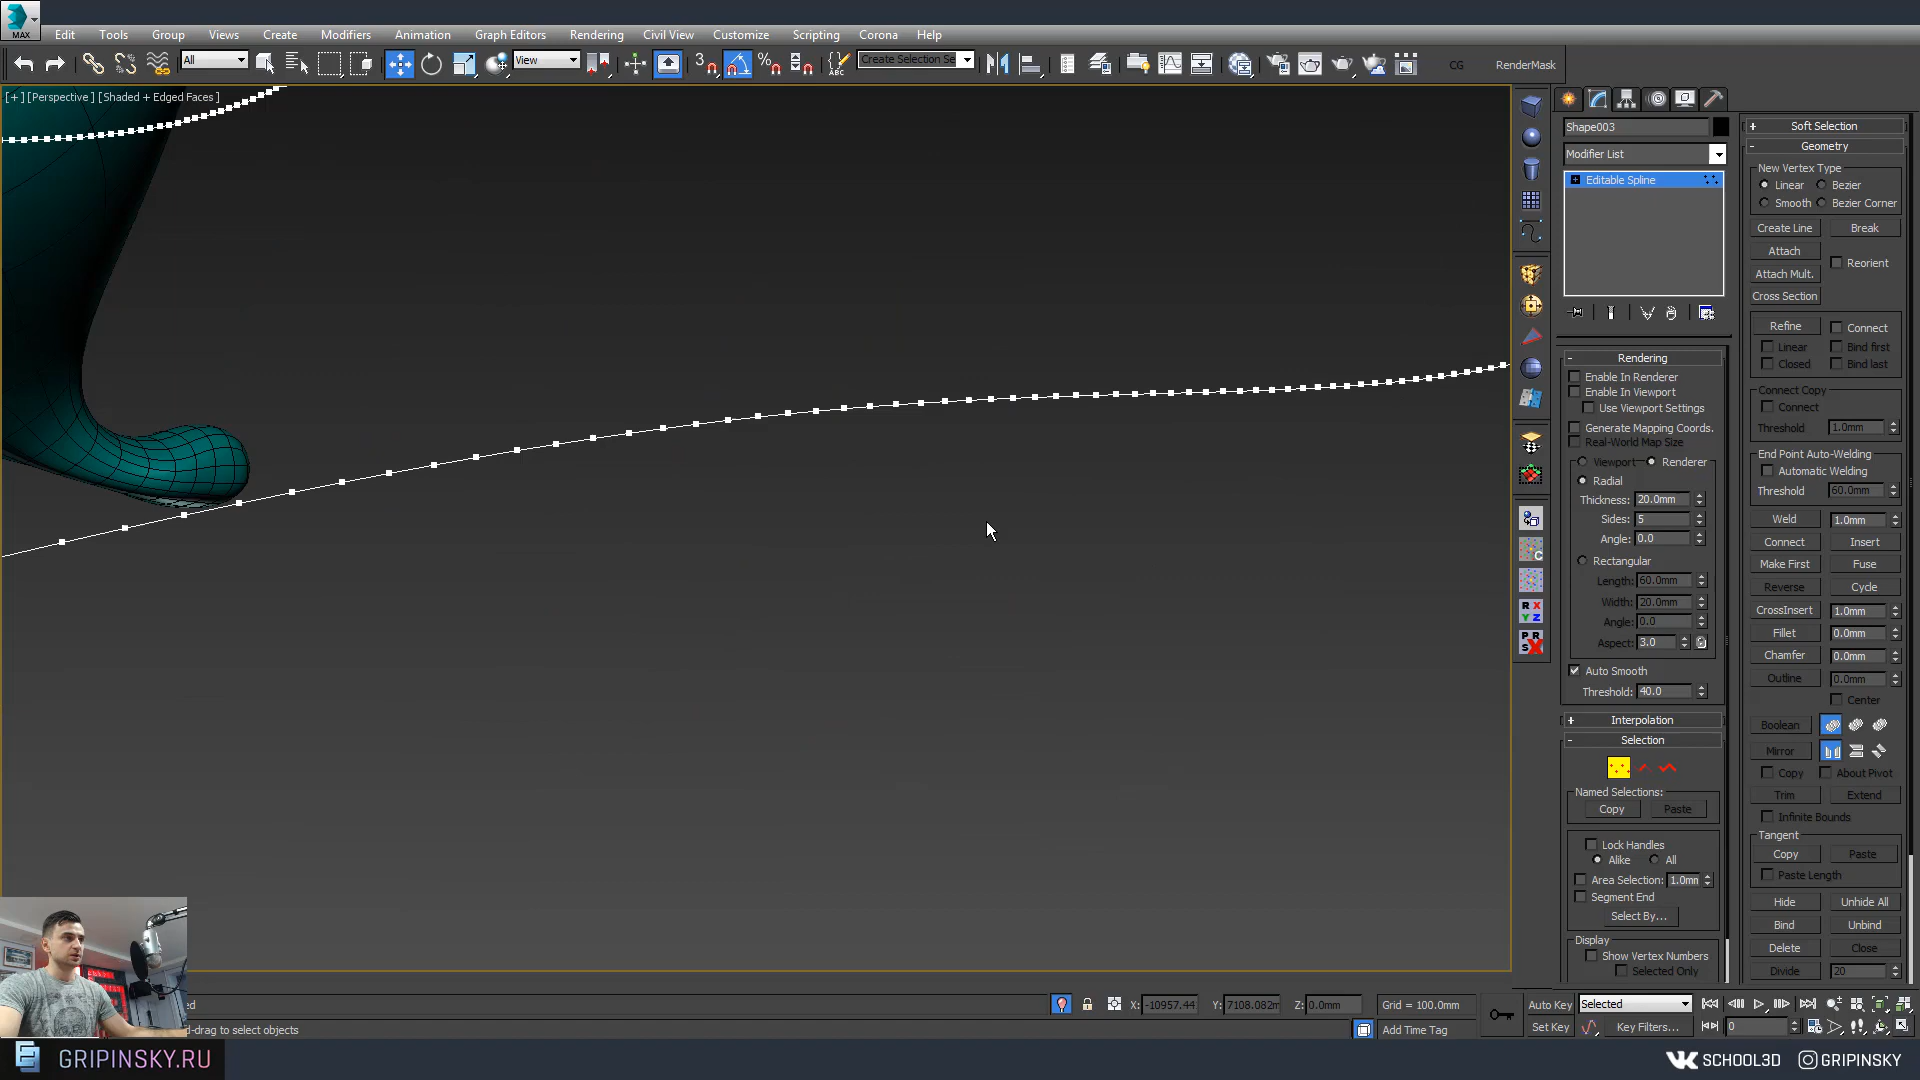 MAX
Edit Tools Group Views Create Modifiers Animation Graph Editors Rendering Civil View Customize Scripting Corona Help
All View 3 % ABC Create Selection Se CG RenderMask
[+] [Perspective ] [Shaded + Edged Faces ]
Shape003
Modifier List
Editable Spline
Rendering
Enable In Renderer
Enable In Viewport
Use Viewport Settings
Generate Mapping Coords.
Real-World Map Size
Viewport Renderer
Radial
Thickness: 20.0mm
Sides: 5
Angle: 0.0
Rectangular
Length: 60.0mm
Width: 20.0mm
Angle: 0.0
Aspect: 3.0
Auto Smooth
Threshold: 40.0
Interpolation
Selection
Named Selections:
Copy Paste
Lock Handles
Alike All
Area Selection: 1.0mm
Segment End
Select By...
Display
Show Vertex Numbers
Selected Only
Soft Selection
Geometry
New Vertex Type
Linear Bezier
Smooth Bezier Corner
Create Line Break
Attach
Reorient
Attach Mult.
Cross Section
Refine Connect
Linear Bind first
Closed Bind last
Connect Copy
Connect
Threshold 1.0mm
End Point Auto-Welding
Automatic Welding
Threshold 60.0mm
Weld 1.0mm
Connect Insert
Make First Fuse
Reverse Cycle
CrossInsert 1.0mm
Fillet 0.0mm
Chamfer 0.0mm
Outline 0.0mm
Center
Boolean
Mirror
Copy About Pivot
Trim Extend
Infinite Bounds
Tangent
Copy Paste
Paste Length
Hide Unhide All
Bind Unbind
Delete Close
Divide 20
ed
X: -10957.44 Y: 7108.082m Z: 0.0mm Grid = 100.0mm Auto Key Selected
d-drag to select objects
Add Time Tag Set Key Key Filters... 0
GRIPINSKY.RU
SCHOOL3D GRIPINSKY